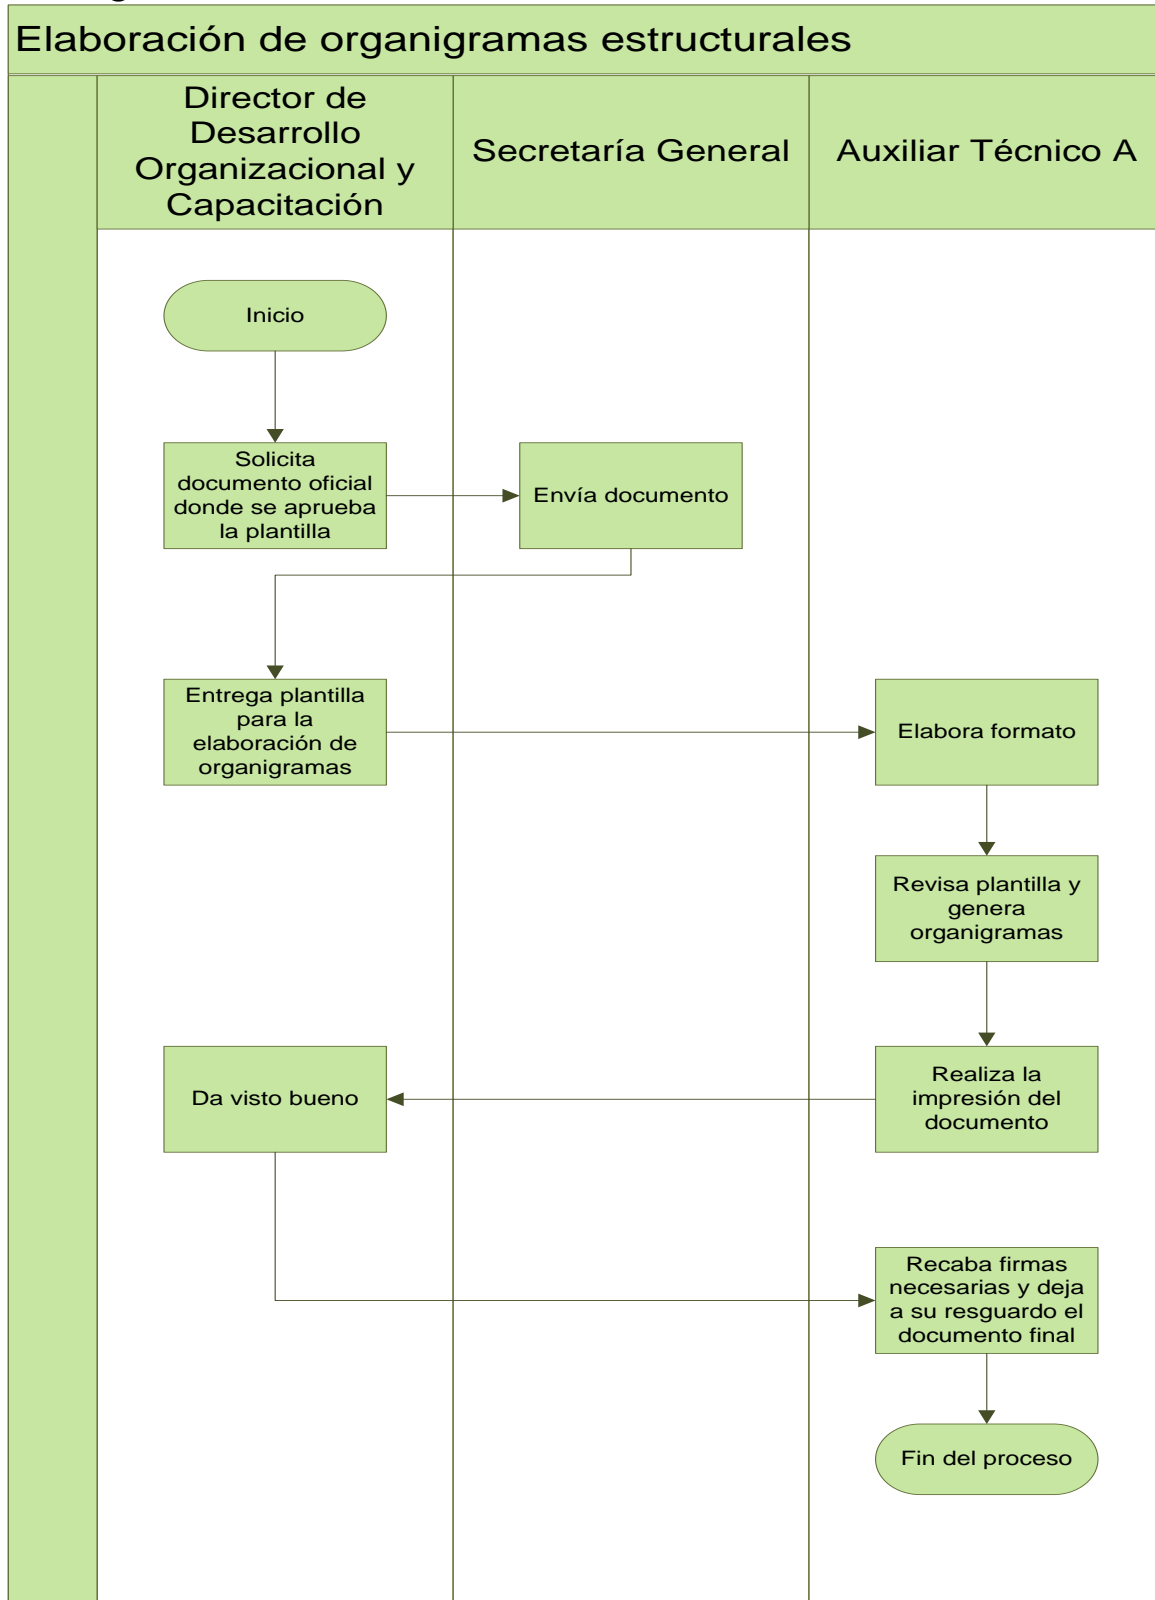 Elaboración de organigramas estructurales
Director de
Desarrollo
Organizacional y
Capacitación
Secretaría General
Auxiliar Técnico A
Inicio
Solicita
documento oficial
donde se aprueba
la plantilla
Envía documento
Entrega plantilla
para la
elaboración de
organigramas
Elabora formato
Revisa plantilla y
genera
organigramas
Da visto bueno
Realiza la
impresión del
documento
Recaba firmas
necesarias y deja
a su resguardo el
documento final
Fin del proceso